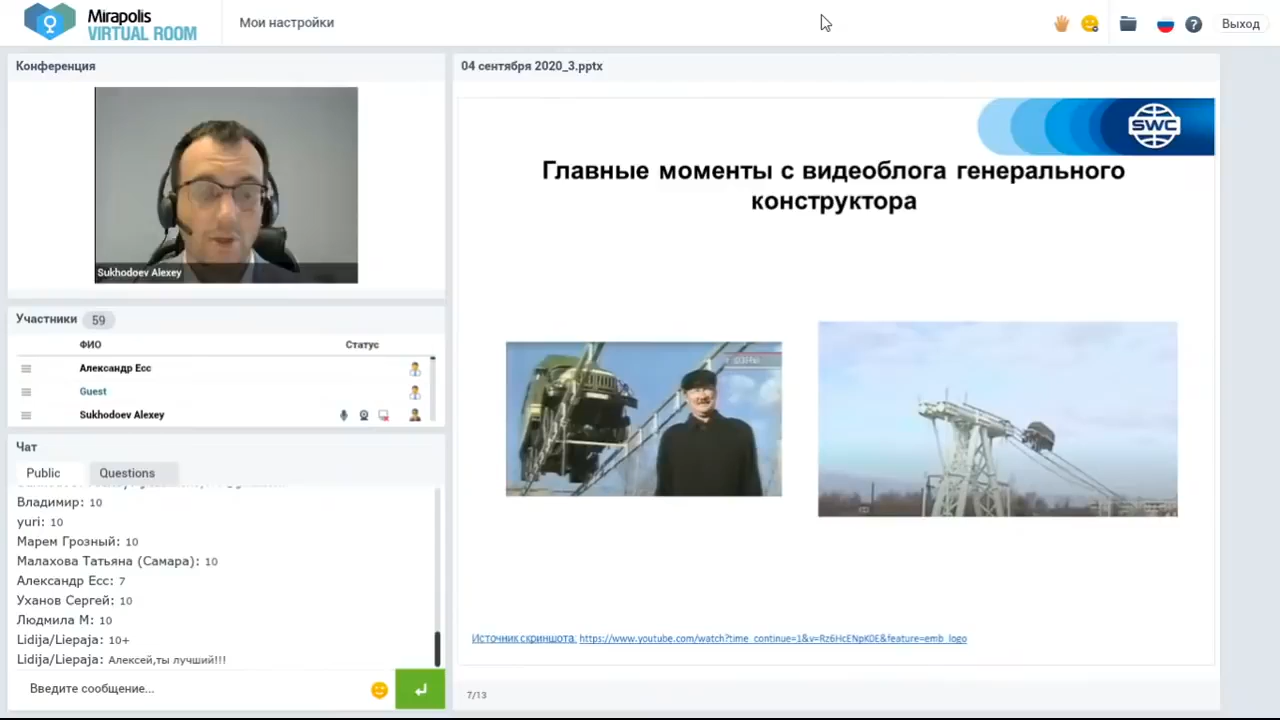 Mirapolis
VIRTUAL ROOM
Мои настройки
Выход
Конференция
Sukhodoev Alexey
Участники 59
ФИО Статус
Александр Есс
Guest
Sukhodoev Alexey
Чат
Public Questions
Владимир: 10
yuri: 10
Марем Грозный: 10
Малахова Татьяна (Самара): 10
Александр Есс: 7
Уханов Сергей: 10
Людмила М: 10
Lidija/Liepaja: 10+
Lidija/Liepaja: Алексей,ты лучший!!!
Введите сообщение...
04 сентября 2020_3.pptx
SWC
Главные моменты с видеоблога генерального
конструктора
Источник скриншота: https://www.youtube.com/watch?time_continue=1&v=Rz6HcENpKDE&feature=emb_logo
7/13